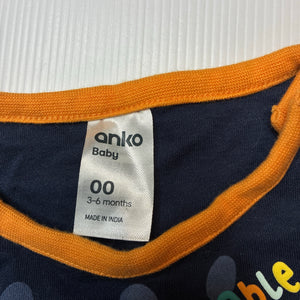 anko
Baby
00
3-6 months
MADE IN INDIA
ble